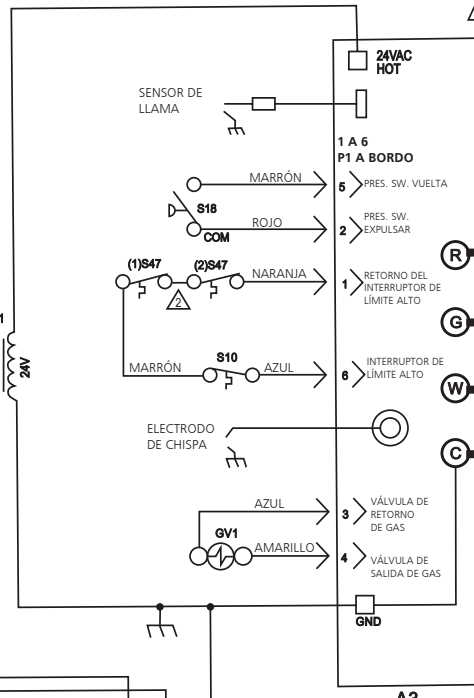 24VAC
HOT
SENSOR DE
LLAMA
1 A 6
P1 A BORDO
MARRÓN
5
PRES. SW. VUELTA
S18
ROJO
COM
2
PRES. SW.
EXPULSAR
R
(1)S47
(2)S47
NARANJA
2
1
RETORNO DEL
INTERRUPTOR DE
LÍMITE ALTO
G
1
24V
MARRÓN
S10
AZUL
6
INTERRUPTOR DE
LÍMITE ALTO
W
ELECTRODO
DE CHISPA
C
AZUL
3
VÁLVULA DE
RETORNO
DE GAS
GV1
AMARILLO
4
VÁLVULA DE
SALIDA DE GAS
GND